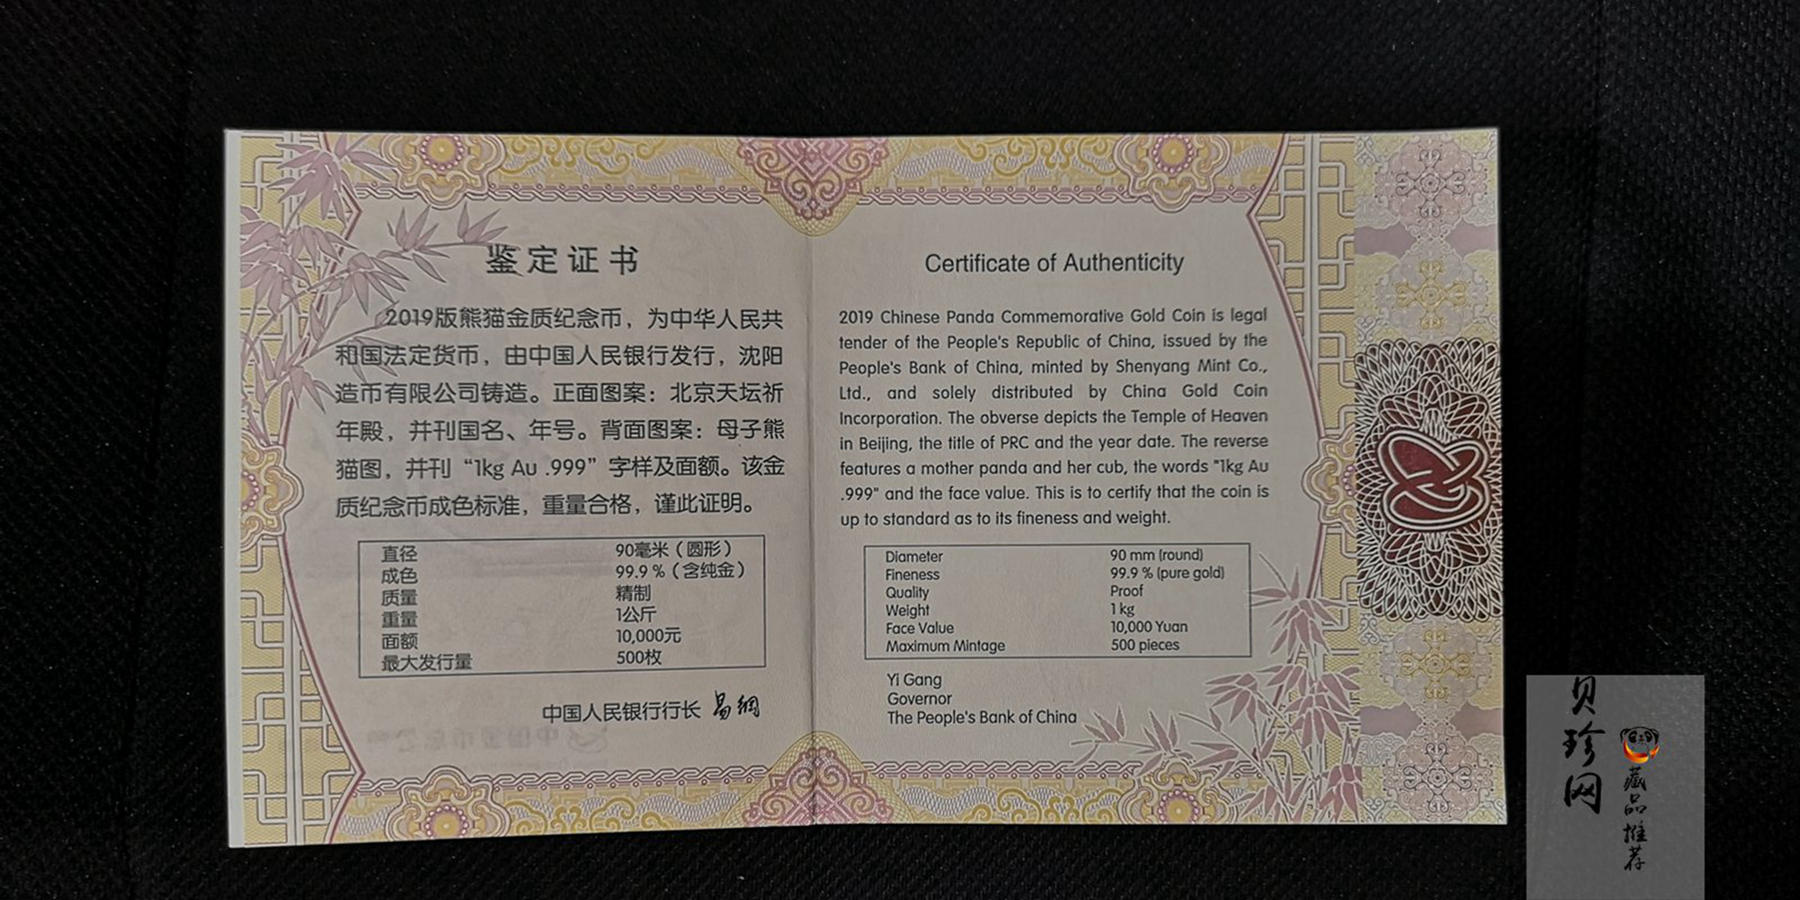 鉴定证书
2019版熊猫金质纪念币，为中华人民共
和国法定货币，由中国人民银行发行，沈阳
造币有限公司铸造。正面图案：北京天坛祈
年殿，并刊国名、年号。背面图案：母子熊
猫图，并刊“1kg Au .999”字样及面额。该金
质纪念币成色标准，重量合格，谨此证明。
直径 90毫米（圆形）
成色 99.9％（含纯金）
质量 精制
重量 1公斤
面额 10,000元
最大发行量 500枚
中国人民银行行长 易纲
Certificate of Authenticity
2019 Chinese Panda Commemorative Gold Coin is legal
tender of the People's Republic of China, issued by the
People's Bank of China, minted by Shenyang Mint Co.,
Ltd., and solely distributed by China Gold Coin
Incorporation. The obverse depicts the Temple of Heaven
in Beijing, the title of PRC and the year date. The reverse
features a mother panda and her cub, the words "1kg Au
.999" and the face value. This is to certify that the coin is
up to standard as to its fineness and weight.
Diameter 90 mm (round)
Fineness 99.9 % (pure gold)
Quality Proof
Weight 1 kg
Face Value 10,000 Yuan
Maximum Mintage 500 pieces
Yi Gang
Governor
The People's Bank of China
贝珍网
藏品推荐